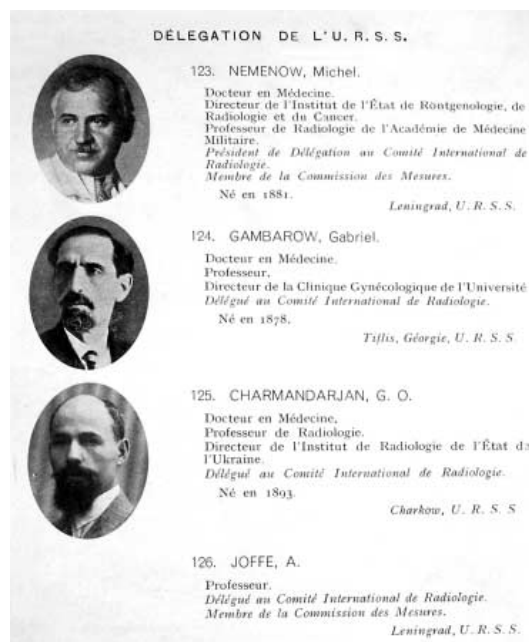 DÉLEGATION DE L'U. R. S. S.
123. NEMENOW, Michel.
Docteur en Médecine.
Directeur de l'Institut de l'État de Röntgenologie, de
Radiologie et du Cancer.
Professeur de Radiologie de l'Académie de Médecine
Militaire.
Président de Délégation au Comité International de
Radiologie.
Membre de la Commission des Mesures.
Né en 1881.
Leningrad, U. R. S. S.
124. GAMBAROW, Gabriel.
Docteur en Médecine.
Professeur,
Directeur de la Clinique Gynécologique de l'Université
Délégué au Comité International de Radiologie.
Né en 1878.
Tiflis, Géorgie, U. R. S. S
125. CHARMANDARJAN, G. O.
Docteur en Médecine,
Professeur de Radiologie.
Directeur de l'Institut de Radiologie de l'État de
l'Ukraine.
Délégué au Comité International de Radiologie.
Né en 1893.
Charkow, U. R. S. S
126. JOFFE, A.
Professeur.
Délégué au Comité International de Radiologie.
Membre de la Commission des Mesures.
Leningrad, U. R. S. S.